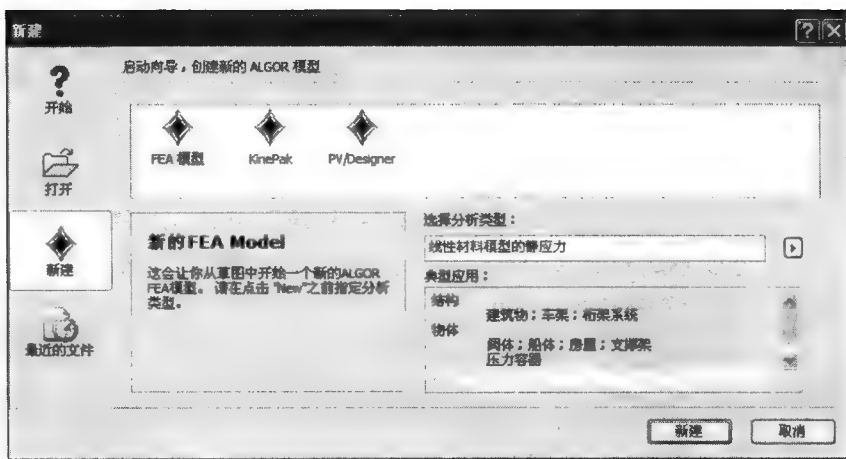 新建
开始
打开
新建
最近的文件
启动向导，创建新的 ALGOR 模型
FEA 模型
KinePak
PV/Designer
新的FEA Model
这会让你从草图中开始一个新的ALGOR
FEA模型。 请在点击 "New"之前指定分析
类型。
选择分析类型：
线性材料模型的静应力
典型应用：
结构
建筑物；车架；桁架系统
物体
阀体；船体；房屋；支撑架
压力容器
新建
取消